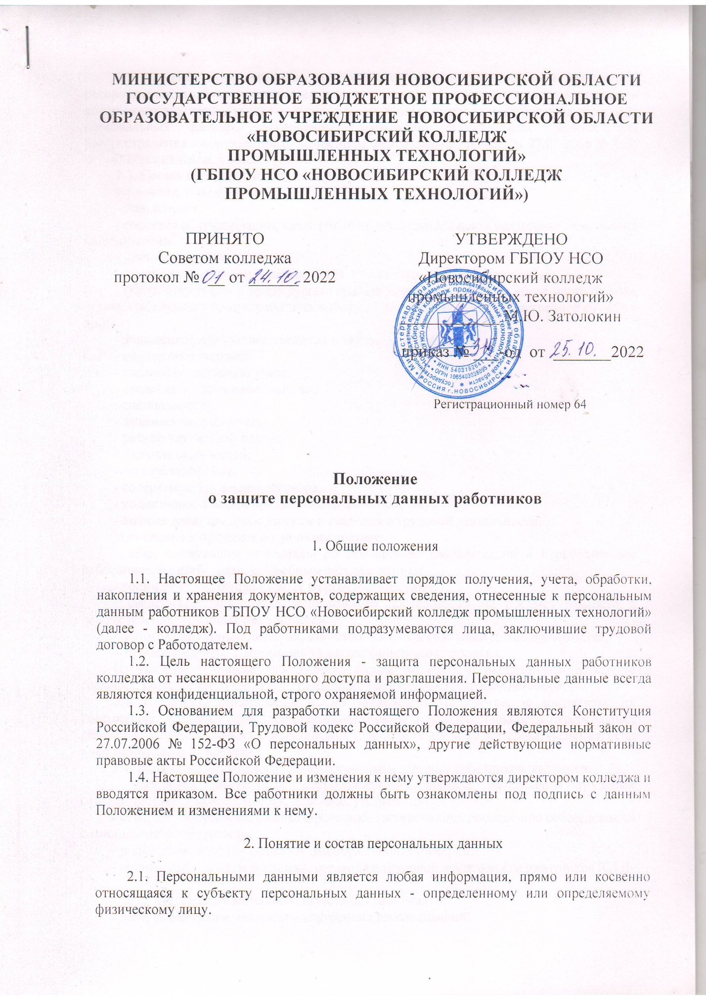 МИНИСТЕРСТВО ОБРАЗОВАНИЯ НОВОСИБИРСКОЙ ОБЛАСТИ
ГОСУДАРСТВЕННОЕ БЮДЖЕТНОЕ ПРОФЕССИОНАЛЬНОЕ
ОБРАЗОВАТЕЛЬНОЕ УЧРЕЖДЕНИЕ НОВОСИБИРСКОЙ ОБЛАСТИ
«НОВОСИБИРСКИЙ КОЛЛЕДЖ
ПРОМЫШЛЕННЫХ ТЕХНОЛОГИЙ»
(ГБПОУ НСО «НОВОСИБИРСКИЙ КОЛЛЕДЖ
ПРОМЫШЛЕННЫХ ТЕХНОЛОГИЙ»)
ПРИНЯТО
Советом колледжа
протокол № 01 от 24.10.2022
УТВЕРЖДЕНО
Директором ГБПОУ НСО
«Новосибирский колледж
промышленных технологий»
М.Ю. Затолокин
приказ № -од от 25.10.2022
ИНН 5403182641
ОГРН 1065403038095
РОССИЯ г.НОВОСИБИРСК
Регистрационный номер 64
Положение
о защите персональных данных работников
1. Общие положения
1.1. Настоящее Положение устанавливает порядок получения, учета, обработки,
накопления и хранения документов, содержащих сведения, отнесенные к персональным
данным работников ГБПОУ НСО «Новосибирский колледж промышленных технологий»
(далее - колледж). Под работниками подразумеваются лица, заключившие трудовой
договор с Работодателем.
1.2. Цель настоящего Положения - защита персональных данных работников
колледжа от несанкционированного доступа и разглашения. Персональные данные всегда
являются конфиденциальной, строго охраняемой информацией.
1.3. Основанием для разработки настоящего Положения являются Конституция
Российской Федерации, Трудовой кодекс Российской Федерации, Федеральный закон от
27.07.2006 № 152-ФЗ «О персональных данных», другие действующие нормативные
правовые акты Российской Федерации.
1.4. Настоящее Положение и изменения к нему утверждаются директором колледжа и
вводятся приказом. Все работники должны быть ознакомлены под подпись с данным
Положением и изменениями к нему.
2. Понятие и состав персональных данных
2.1. Персональными данными является любая информация, прямо или косвенно
относящаяся к субъекту персональных данных - определенному или определяемому
физическому лицу.